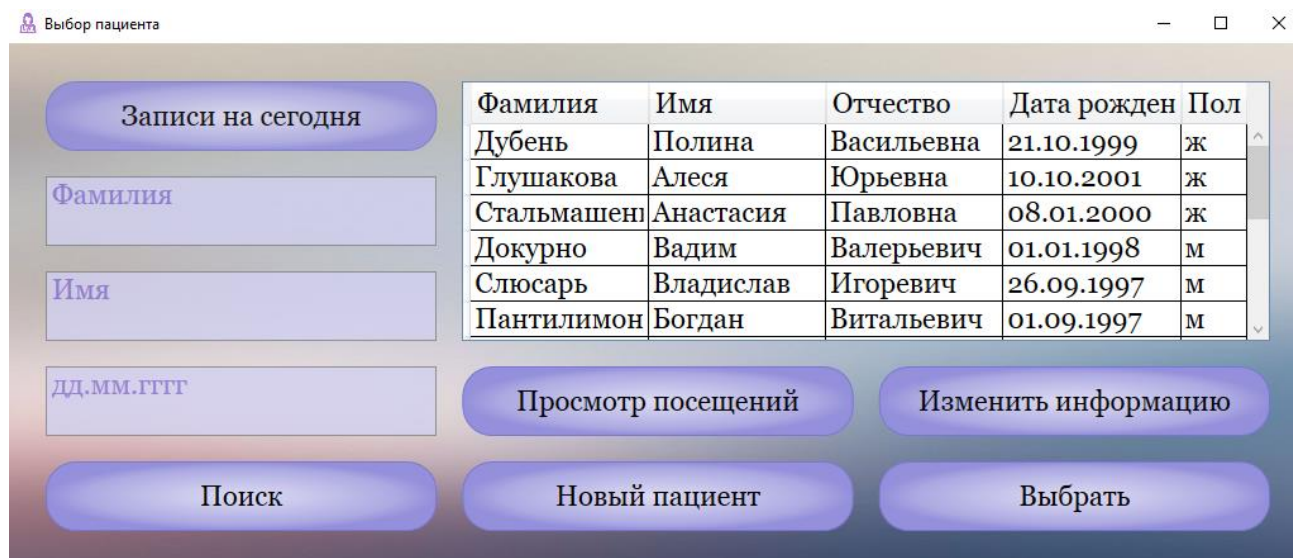 Выбор пациента
Записи на сегодня
Фамилия
Имя
дд.мм.гггг
Поиск
Фамилия Имя Отчество Дата рожден Пол
Дубень Полина Васильевна 21.10.1999 ж
Глушакова Алеся Юрьевна 10.10.2001 ж
Стальмашен Анастасия Павловна 08.01.2000 ж
Докурно Вадим Валерьевич 01.01.1998 м
Слюсарь Владислав Игоревич 26.09.1997 м
Пантилимон Богдан Витальевич 01.09.1997 м
Просмотр посещений Изменить информацию
Новый пациент Выбрать